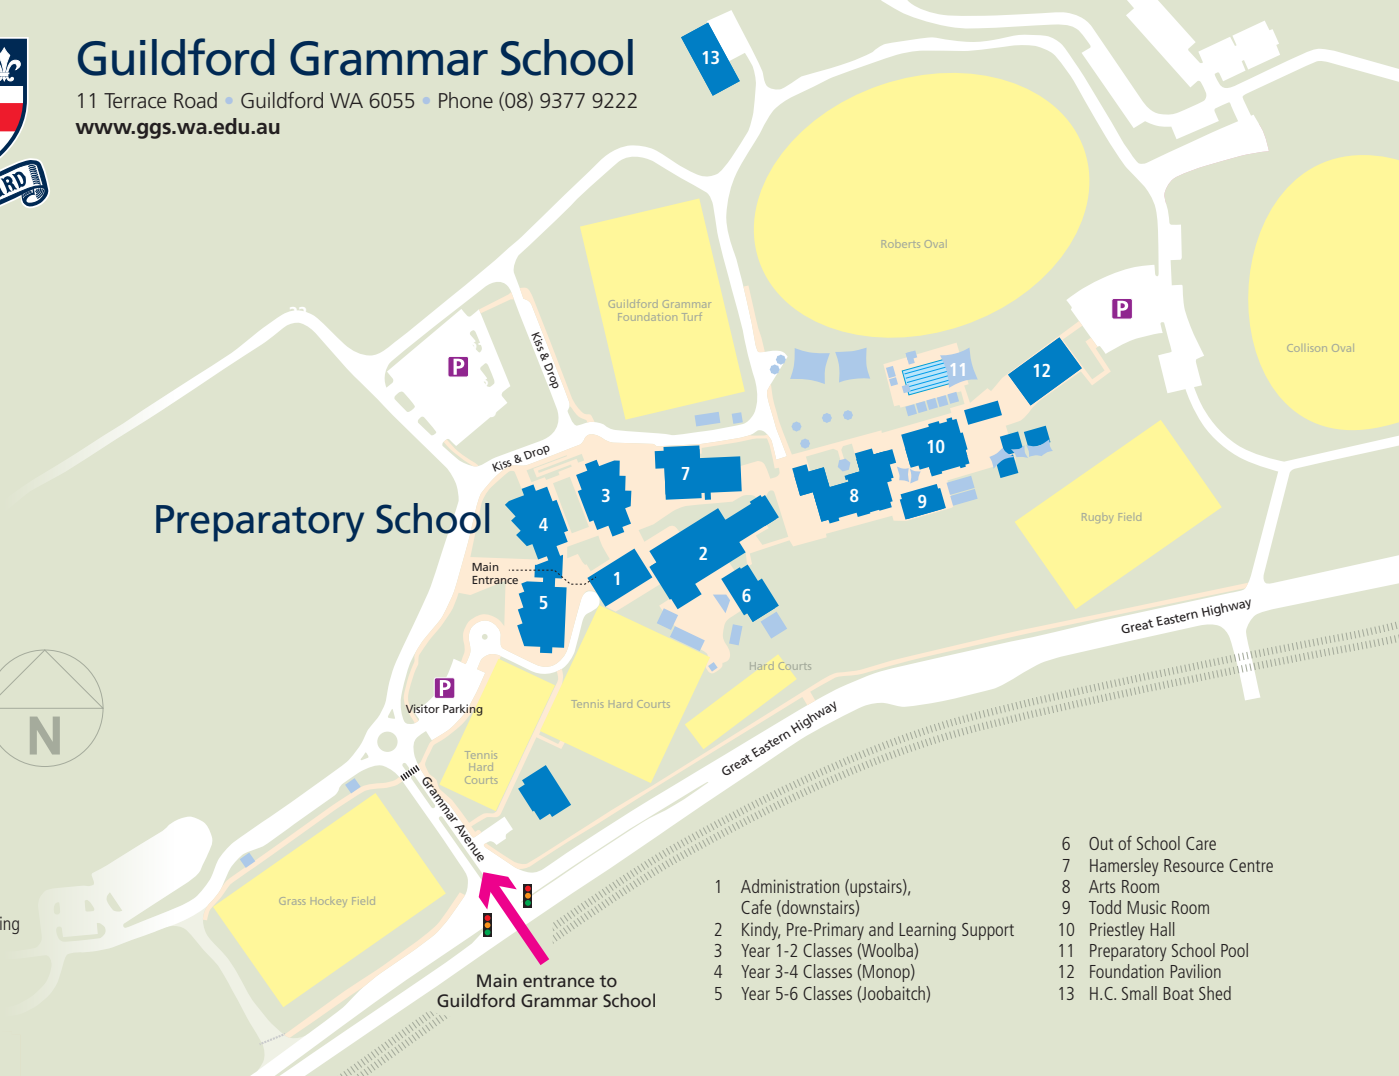 Guildford Grammar School
11 Terrace Road • Guildford WA 6055 • Phone (08) 9377 9222
www.ggs.wa.edu.au
RD
13
Roberts Oval
Guildford Grammar
Foundation Turf
P
Collison Oval
Kiss & Drop
P
11
12
Kiss & Drop
10
7
3
8
9
Rugby Field
Preparatory School
4
2
Main
Entrance
1
5
6
Great Eastern Highway
Hard Courts
P
Visitor Parking
Tennis Hard Courts
N
Great Eastern Highway
Tennis
Hard
Courts
Grammar Avenue
Grass Hockey Field
ing
Main entrance to
Guildford Grammar School
1 Administration (upstairs),
Cafe (downstairs)
2 Kindy, Pre-Primary and Learning Support
3 Year 1-2 Classes (Woolba)
4 Year 3-4 Classes (Monop)
5 Year 5-6 Classes (Joobaitch)
6 Out of School Care
7 Hamersley Resource Centre
8 Arts Room
9 Todd Music Room
10 Priestley Hall
11 Preparatory School Pool
12 Foundation Pavilion
13 H.C. Small Boat Shed